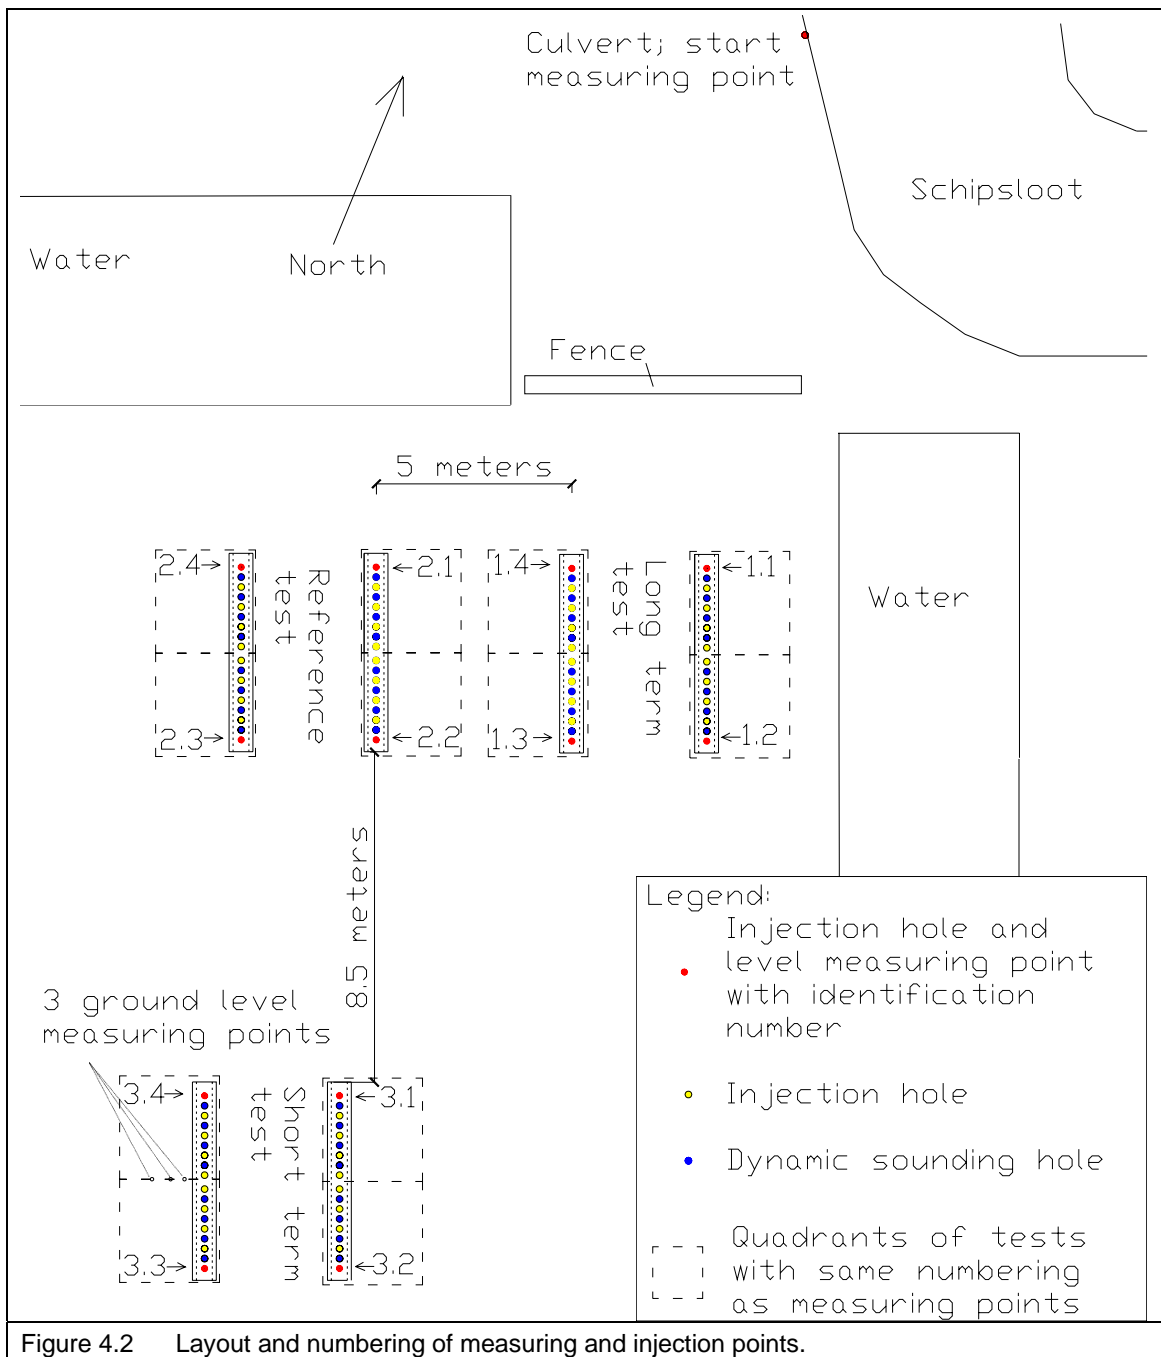 Culvert; start
measuring point
Schipsloot
Water
North
Fence
5 meters
2.4
Reference
test
2.1
1.4
Long term
test
1.1
Water
2.3
2.2
1.3
1.2
8.5 meters
3 ground level
measuring points
3.4
Short term
test
3.1
3.3
3.2
Legend:
Injection hole and
level measuring point
with identification
number
Injection hole
Dynamic sounding hole
Quadrants of tests
with same numbering
as measuring points
Figure 4.2 Layout and numbering of measuring and injection points.